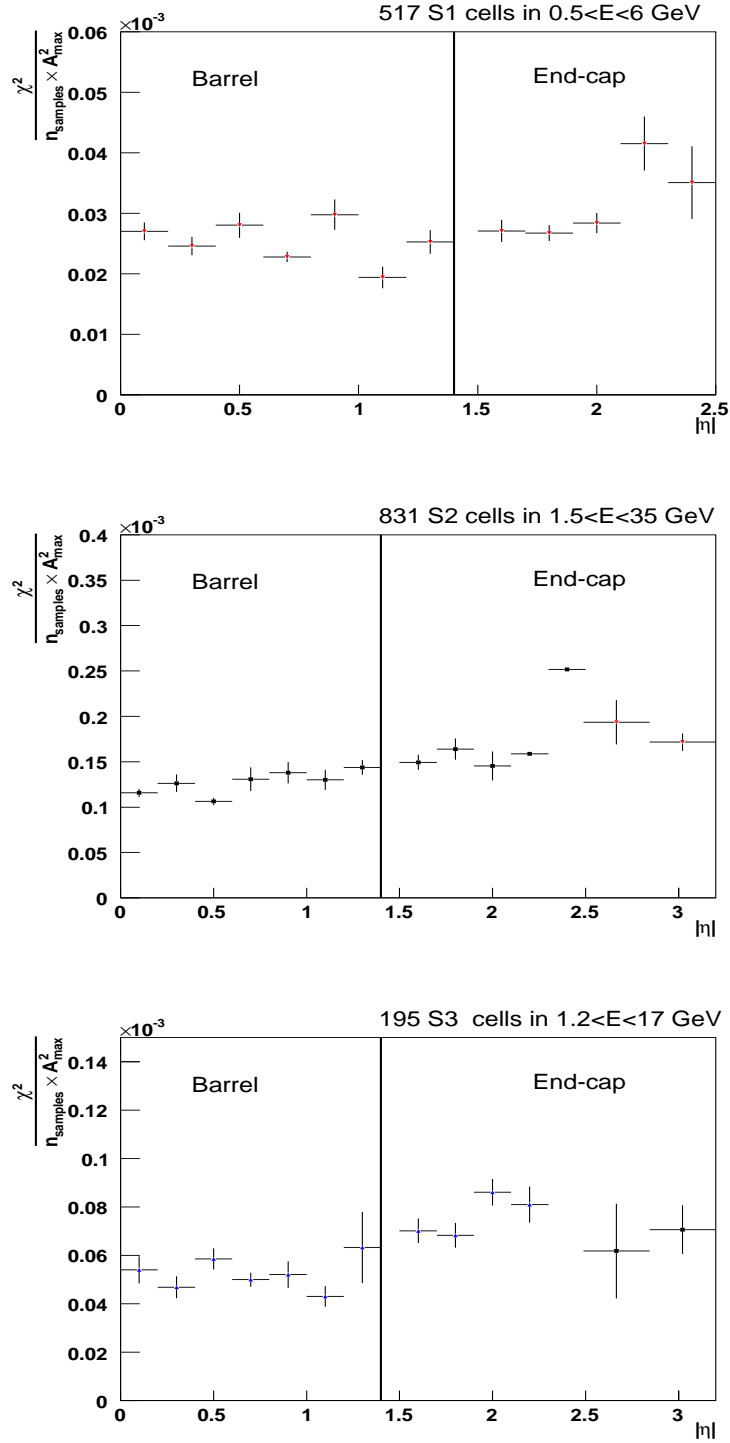 517 S1 cells in 0.5<E<6 GeV
×10⁻³
χ²
n_samples × A²_max
Barrel
End-cap
0.06
0.05
0.04
0.03
0.02
0.01
0
0 0.5 1 1.5 2 2.5
|η|
831 S2 cells in 1.5<E<35 GeV
×10⁻³
χ²
n_samples × A²_max
Barrel
End-cap
0.4
0.35
0.3
0.25
0.2
0.15
0.1
0.05
0
0 0.5 1 1.5 2 2.5 3
|η|
195 S3 cells in 1.2<E<17 GeV
×10⁻³
χ²
n_samples × A²_max
Barrel
End-cap
0.14
0.12
0.1
0.08
0.06
0.04
0.02
0
0 0.5 1 1.5 2 2.5 3
|η|